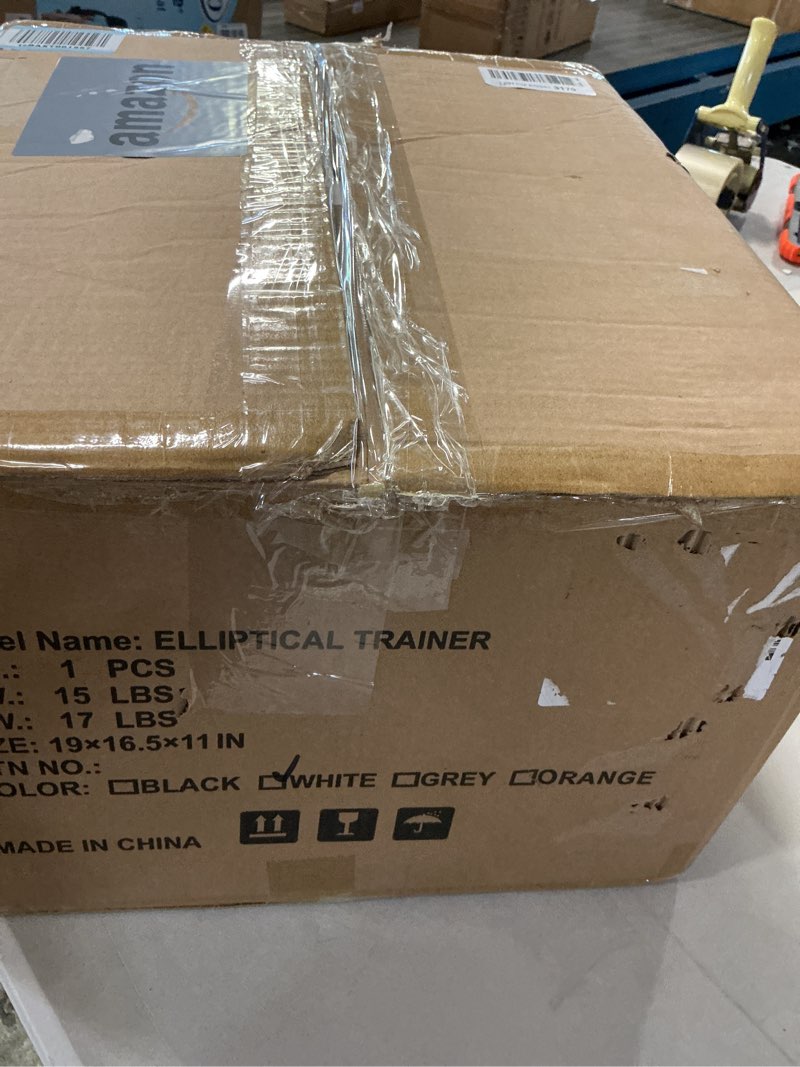 amazon
el Name: ELLIPTICAL TRAINER
.: 1 PCS
W.: 15 LBS
W.: 17 LBS
ZE: 19×16.5×11 IN
TN NO.:
OLOR: BLACK WHITE GREY ORANGE
MADE IN CHINA